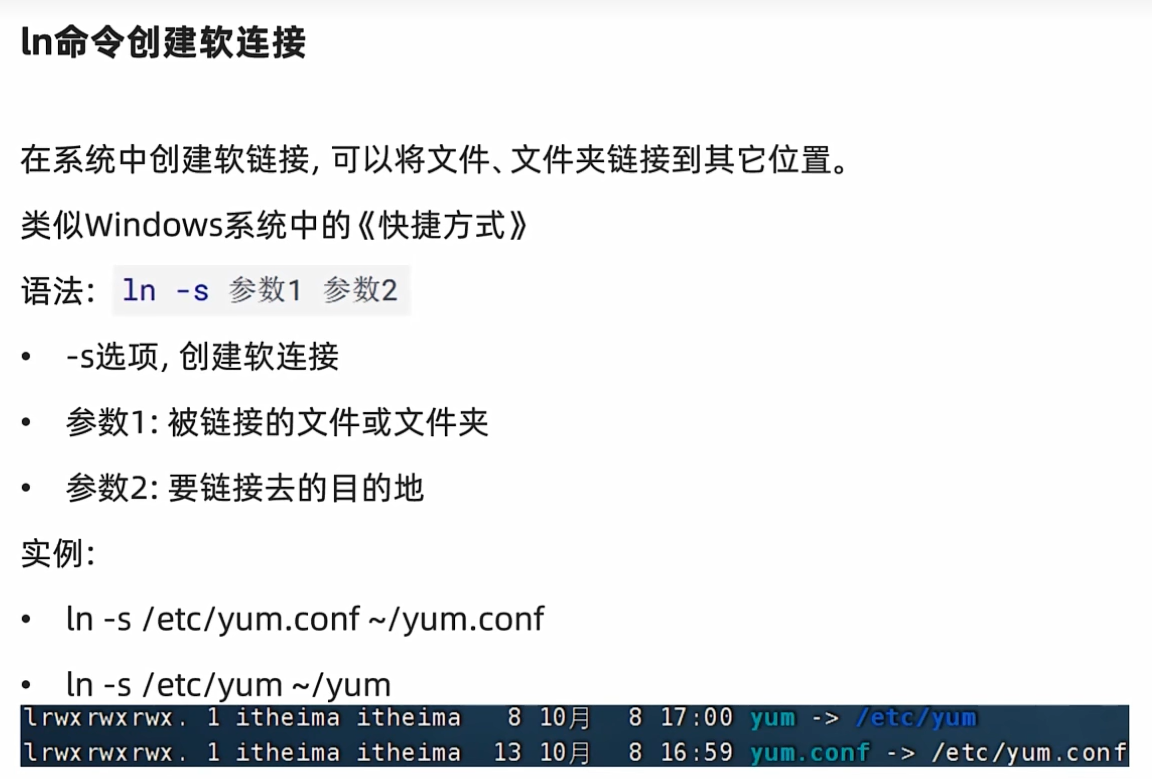 ln命令创建软连接
在系统中创建软链接, 可以将文件、文件夹链接到其它位置。
类似Windows系统中的《快捷方式》
语法: ln -s 参数1 参数2
• -s选项, 创建软连接
• 参数1: 被链接的文件或文件夹
• 参数2: 要链接去的目的地
实例:
• ln -s /etc/yum.conf ~/yum.conf
• ln -s /etc/yum ~/yum
lrwxrwxrwx. 1 itheima itheima 8 10月 8 17:00 yum -> /etc/yum
lrwxrwxrwx. 1 itheima itheima 13 10月 8 16:59 yum.conf -> /etc/yum.conf